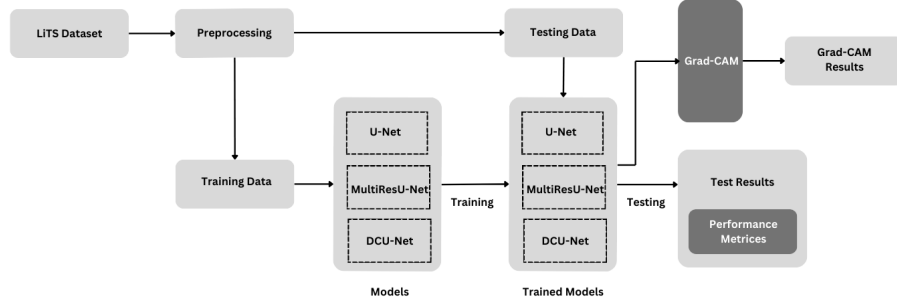 LiTS Dataset
Preprocessing
Testing Data
Grad-CAM
Grad-CAM
Results
Training Data
U-Net
MultiResU-Net
DCU-Net
Models
Training
U-Net
MultiResU-Net
DCU-Net
Trained Models
Testing
Test Results
Performance
Metrices